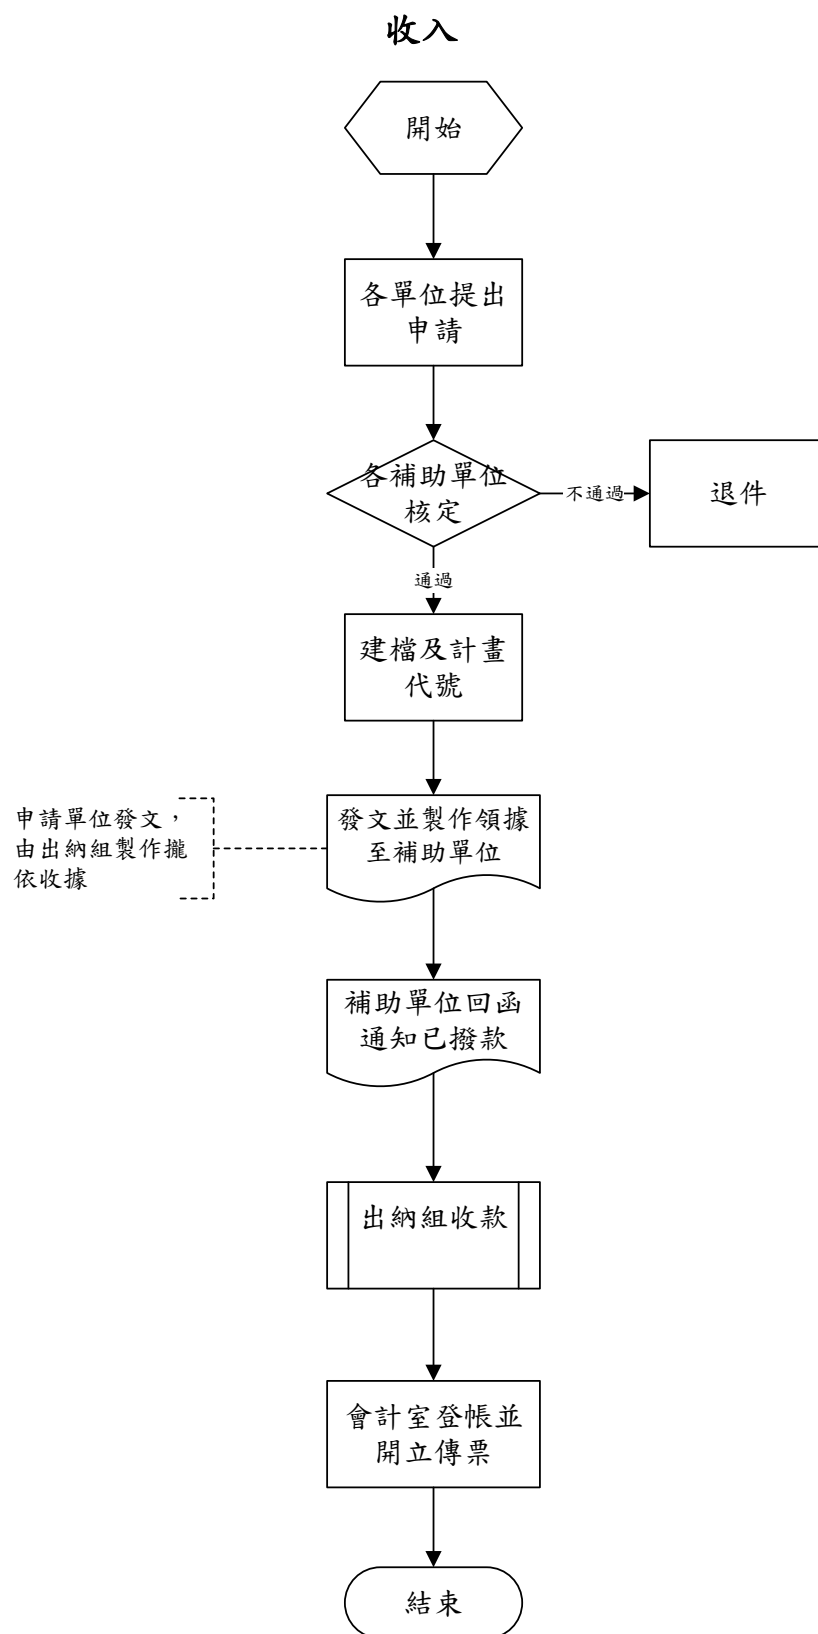 收入
開始
各單位提出
申請
各補助單位
核定
不通過
退件
通過
建檔及計畫
代號
申請單位發文，
由出納組製作攏
依收據
發文並製作領據
至補助單位
補助單位回函
通知已撥款
出納組收款
會計室登帳並
開立傳票
結束